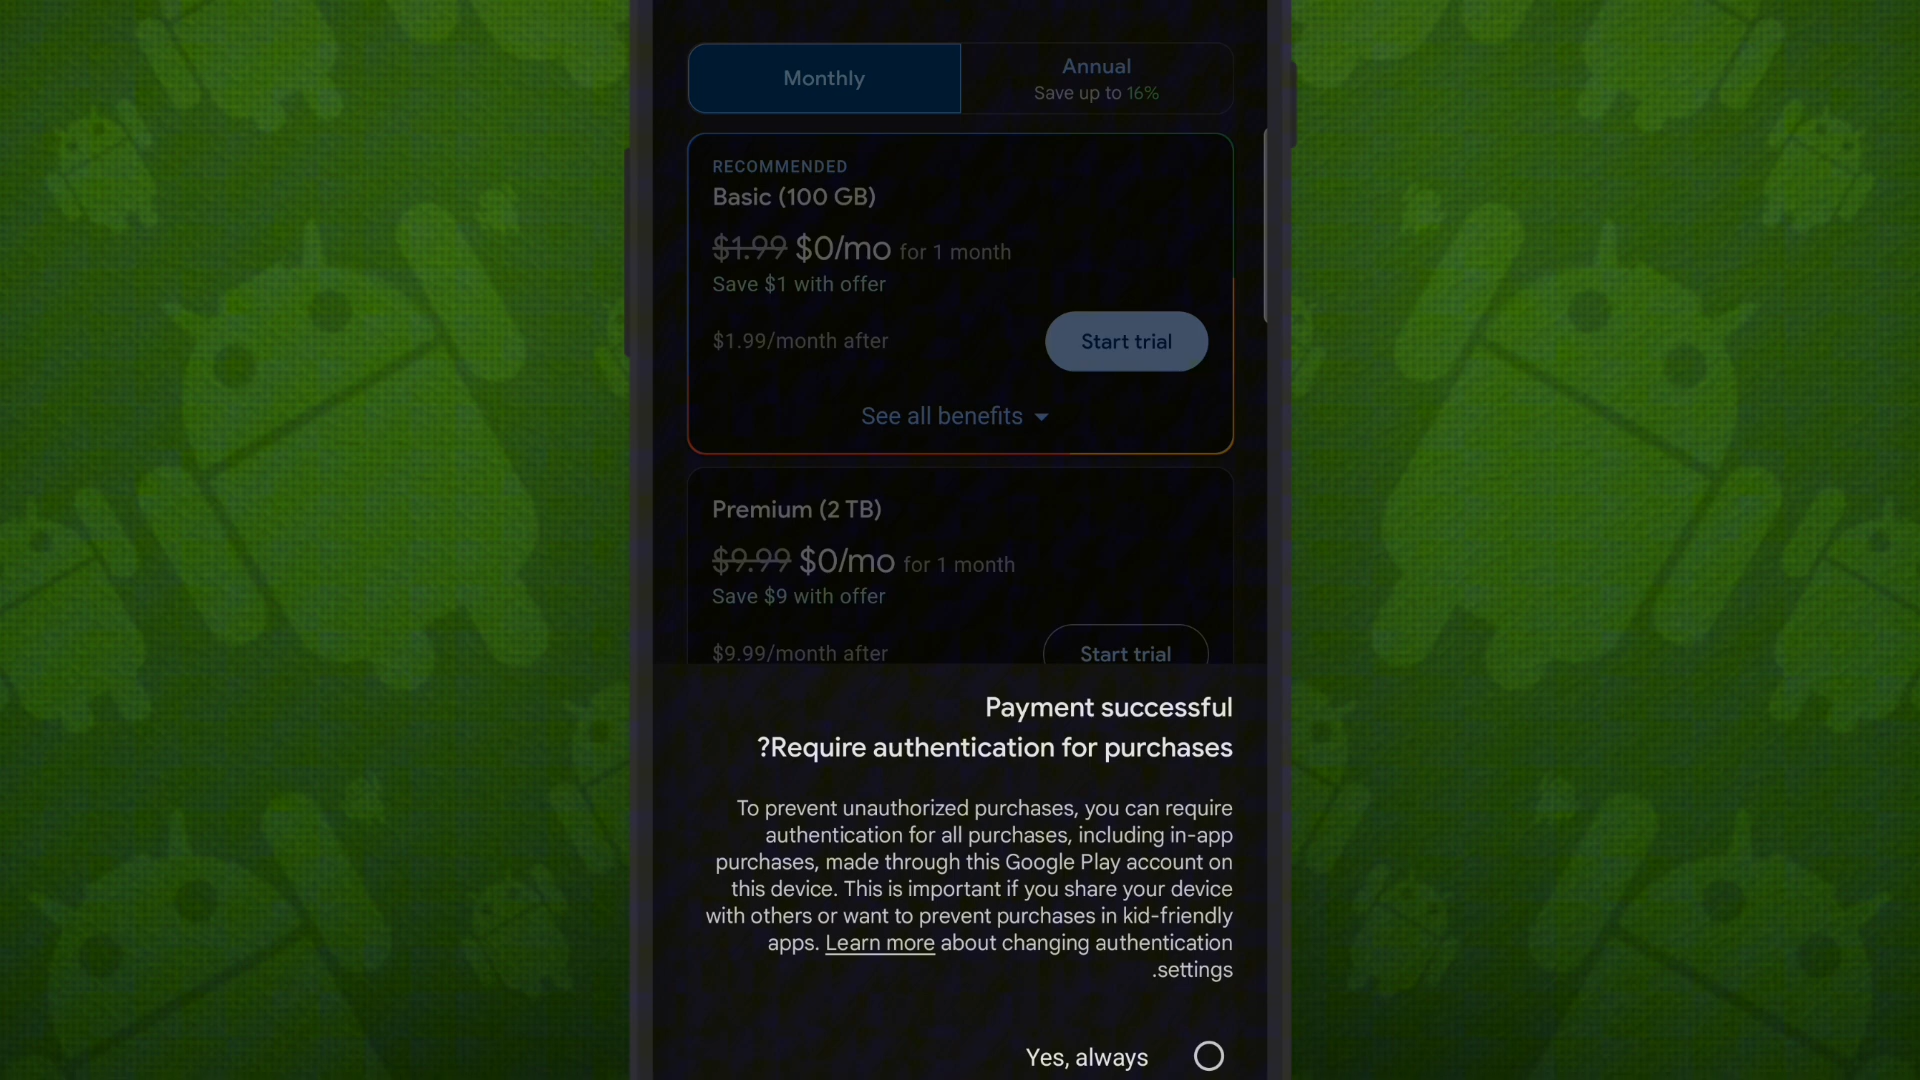 Monthly
Annual
Save up to 16%
RECOMMENDED
Basic (100 GB)
$1.99 $0/mo for 1 month
Save $1 with offer
$1.99/month after
Start trial
See all benefits
Premium (2 TB)
$9.99 $0/mo for 1 month
Save $9 with offer
$9.99/month after
Start trial
Payment successful
?Require authentication for purchases
To prevent unauthorized purchases, you can require
authentication for all purchases, including in-app
purchases, made through this Google Play account on
this device. This is important if you share your device
with others or want to prevent purchases in kid-friendly
apps. Learn more about changing authentication
.settings
Yes, always